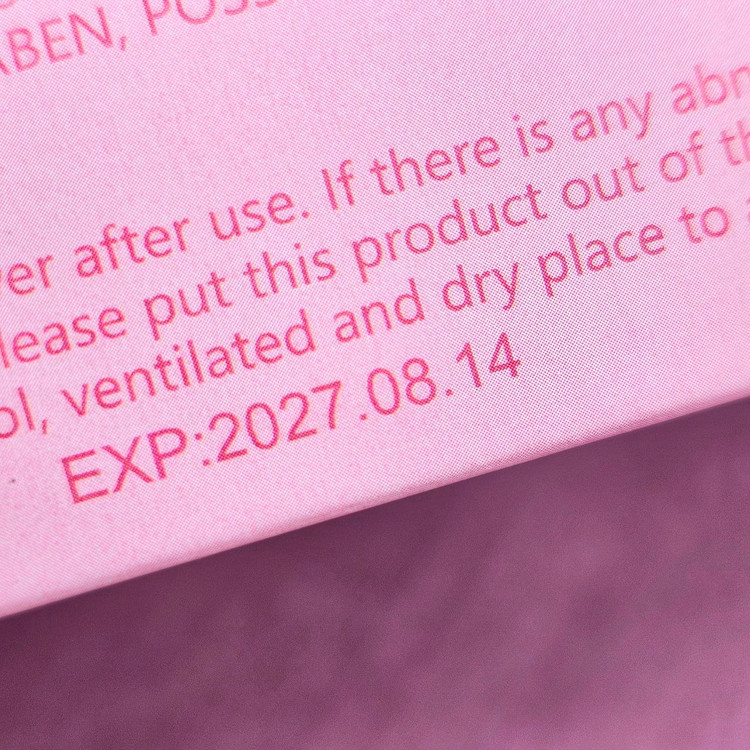 BEN, POSS
er after use. If there is any abn
lease put this product out of th
ol, ventilated and dry place to
EXP:2027.08.14